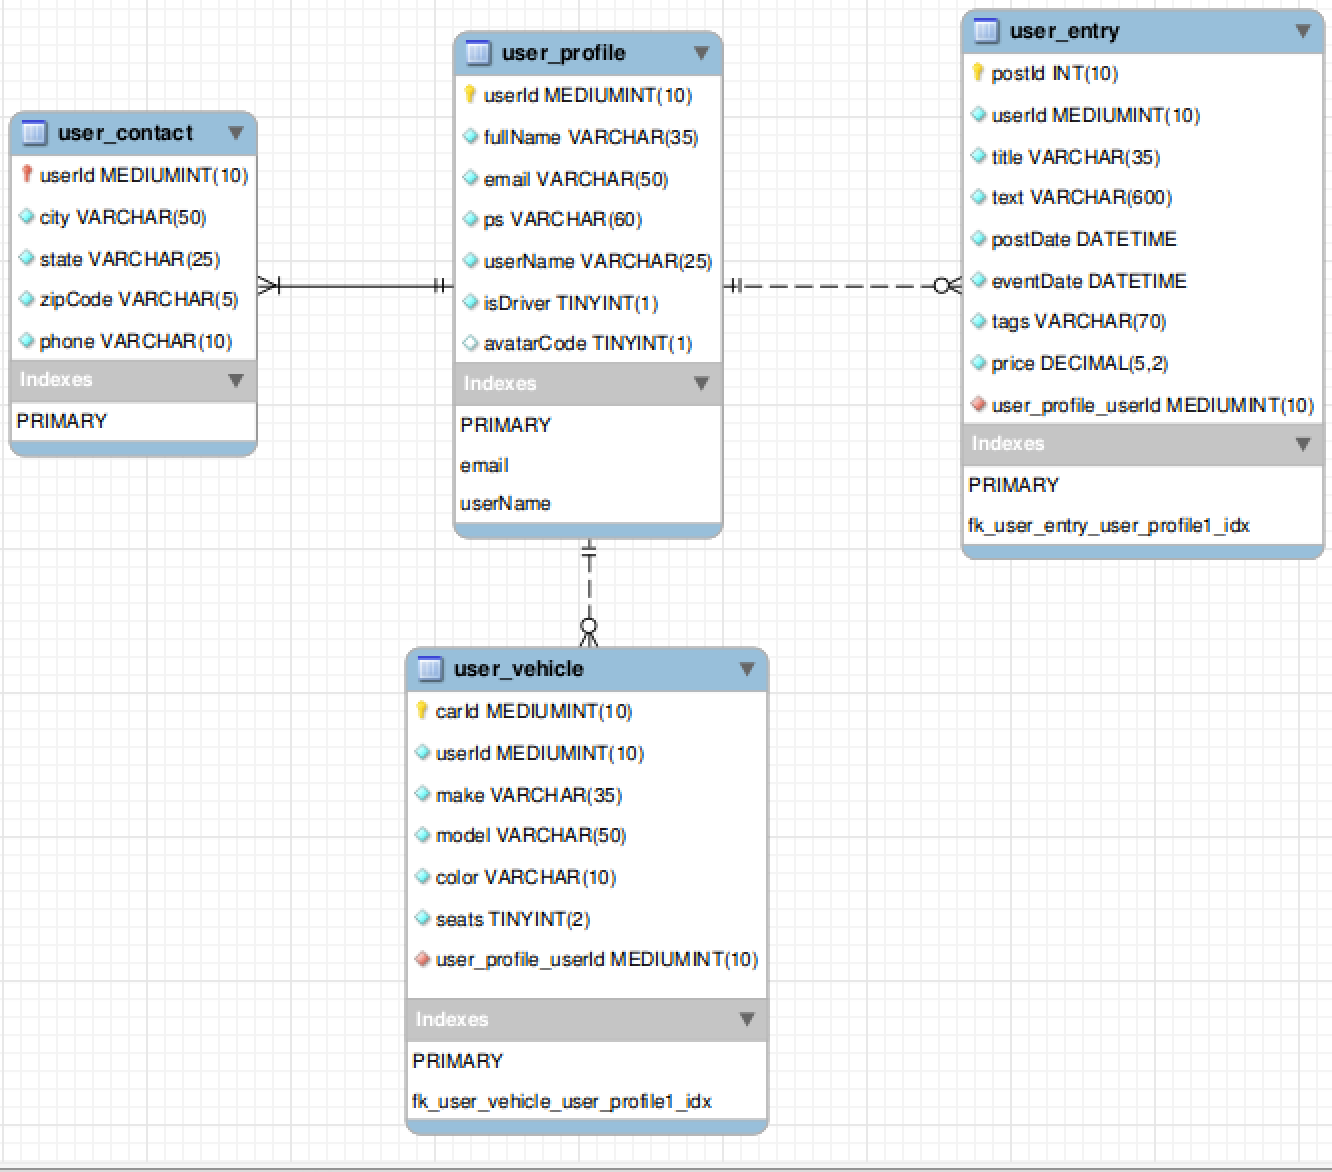 user_contact
userId MEDIUMINT(10)
city VARCHAR(50)
state VARCHAR(25)
zipCode VARCHAR(5)
phone VARCHAR(10)
Indexes
PRIMARY
user_profile
userId MEDIUMINT(10)
fullName VARCHAR(35)
email VARCHAR(50)
ps VARCHAR(60)
userName VARCHAR(25)
isDriver TINYINT(1)
avatarCode TINYINT(1)
Indexes
PRIMARY
email
userName
user_entry
postId INT(10)
userId MEDIUMINT(10)
title VARCHAR(35)
text VARCHAR(600)
postDate DATETIME
eventDate DATETIME
tags VARCHAR(70)
price DECIMAL(5,2)
user_profile_userId MEDIUMINT(10)
Indexes
PRIMARY
fk_user_entry_user_profile1_idx
user_vehicle
carId MEDIUMINT(10)
userId MEDIUMINT(10)
make VARCHAR(35)
model VARCHAR(50)
color VARCHAR(10)
seats TINYINT(2)
user_profile_userId MEDIUMINT(10)
Indexes
PRIMARY
fk_user_vehicle_user_profile1_idx